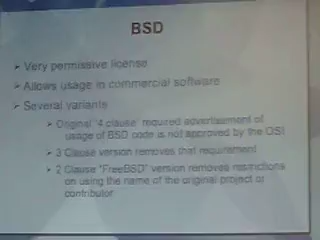 BSD
➢ Very permissive license
➢ Allows usage in commercial software
➢ Several variants
➢ Original "4 clause" required advertisement of
usage of BSD code is not approved by the OSI
➢ 3 Clause version removes that requirement
➢ 2 Clause "FreeBSD" version removes restrictions
on using the name of the original project or
contributor